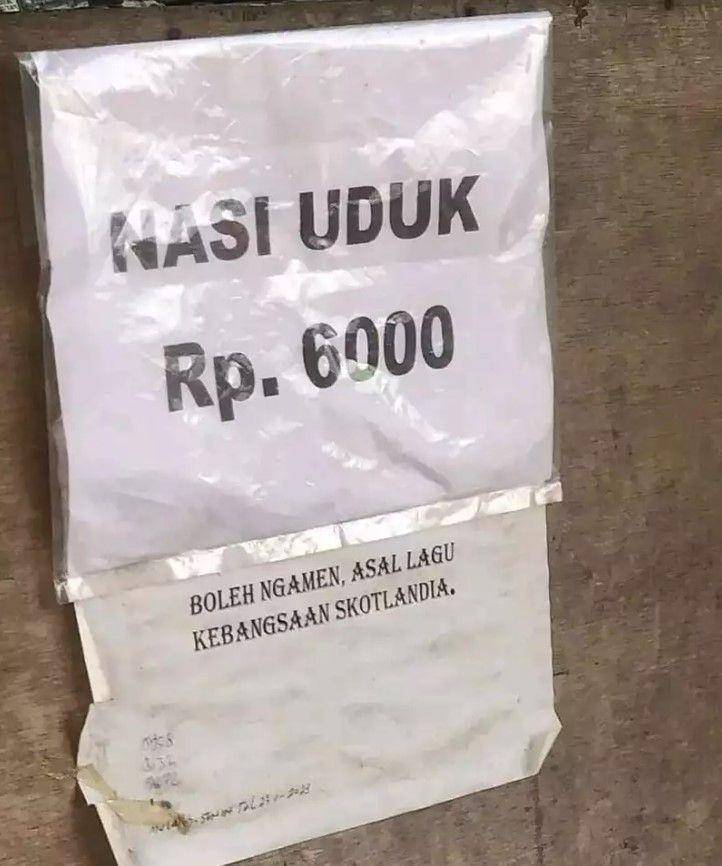 NASI UDUK
Rp. 6000
BOLEH NGAMEN, ASAL LAGU
KEBANGSAAN SKOTLANDIA.